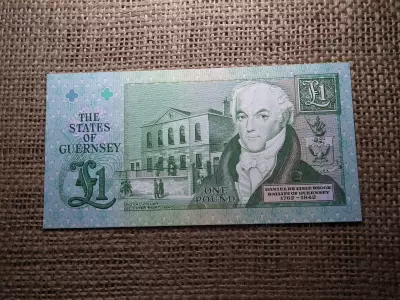 THE
STATES
OF
GUERNSEY
£1
£1
ONE
POUND
DANIEL DE LISLE BROCK
BAILIFF OF GUERNSEY
1762 - 1842